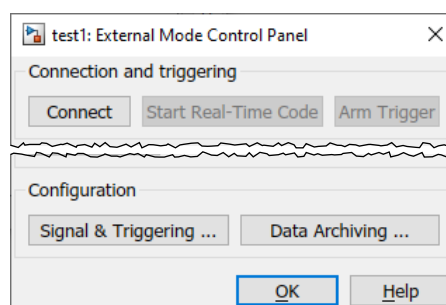 test1: External Mode Control Panel
Connection and triggering
Connect Start Real-Time Code Arm Trigger
Configuration
Signal & Triggering ... Data Archiving ...
OK Help